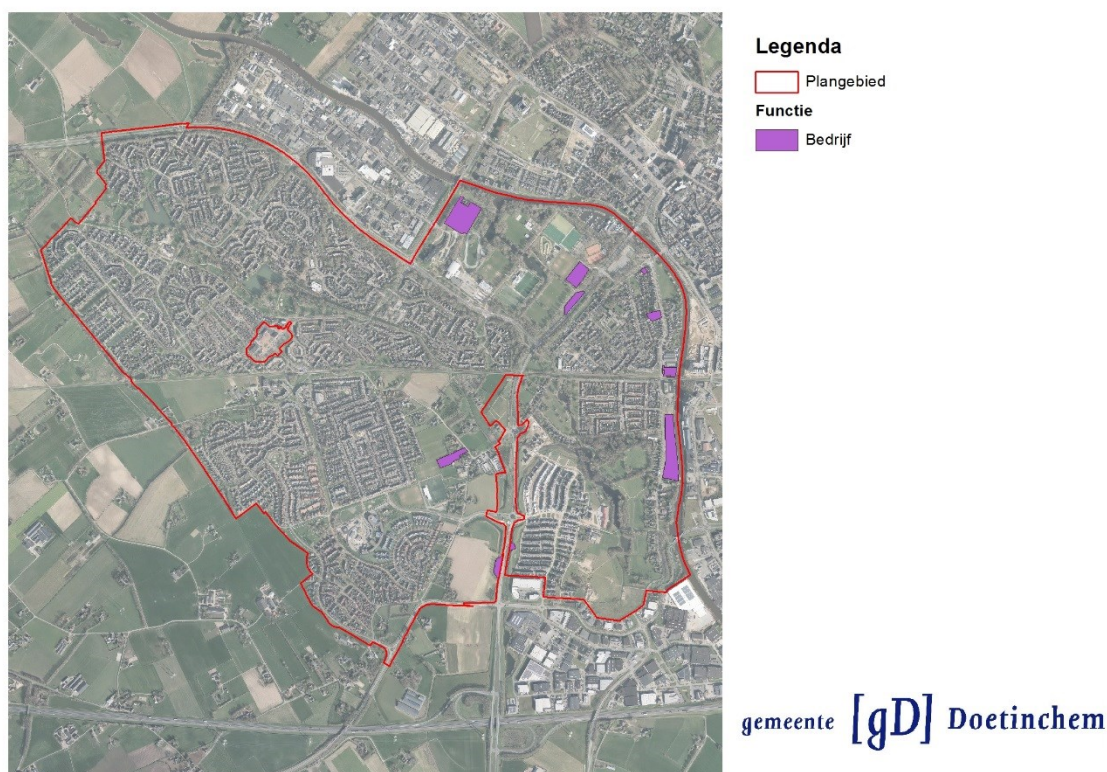 Legenda
Plangebied
Functie
Bedrijf
gemeente [gD] Doetinchem